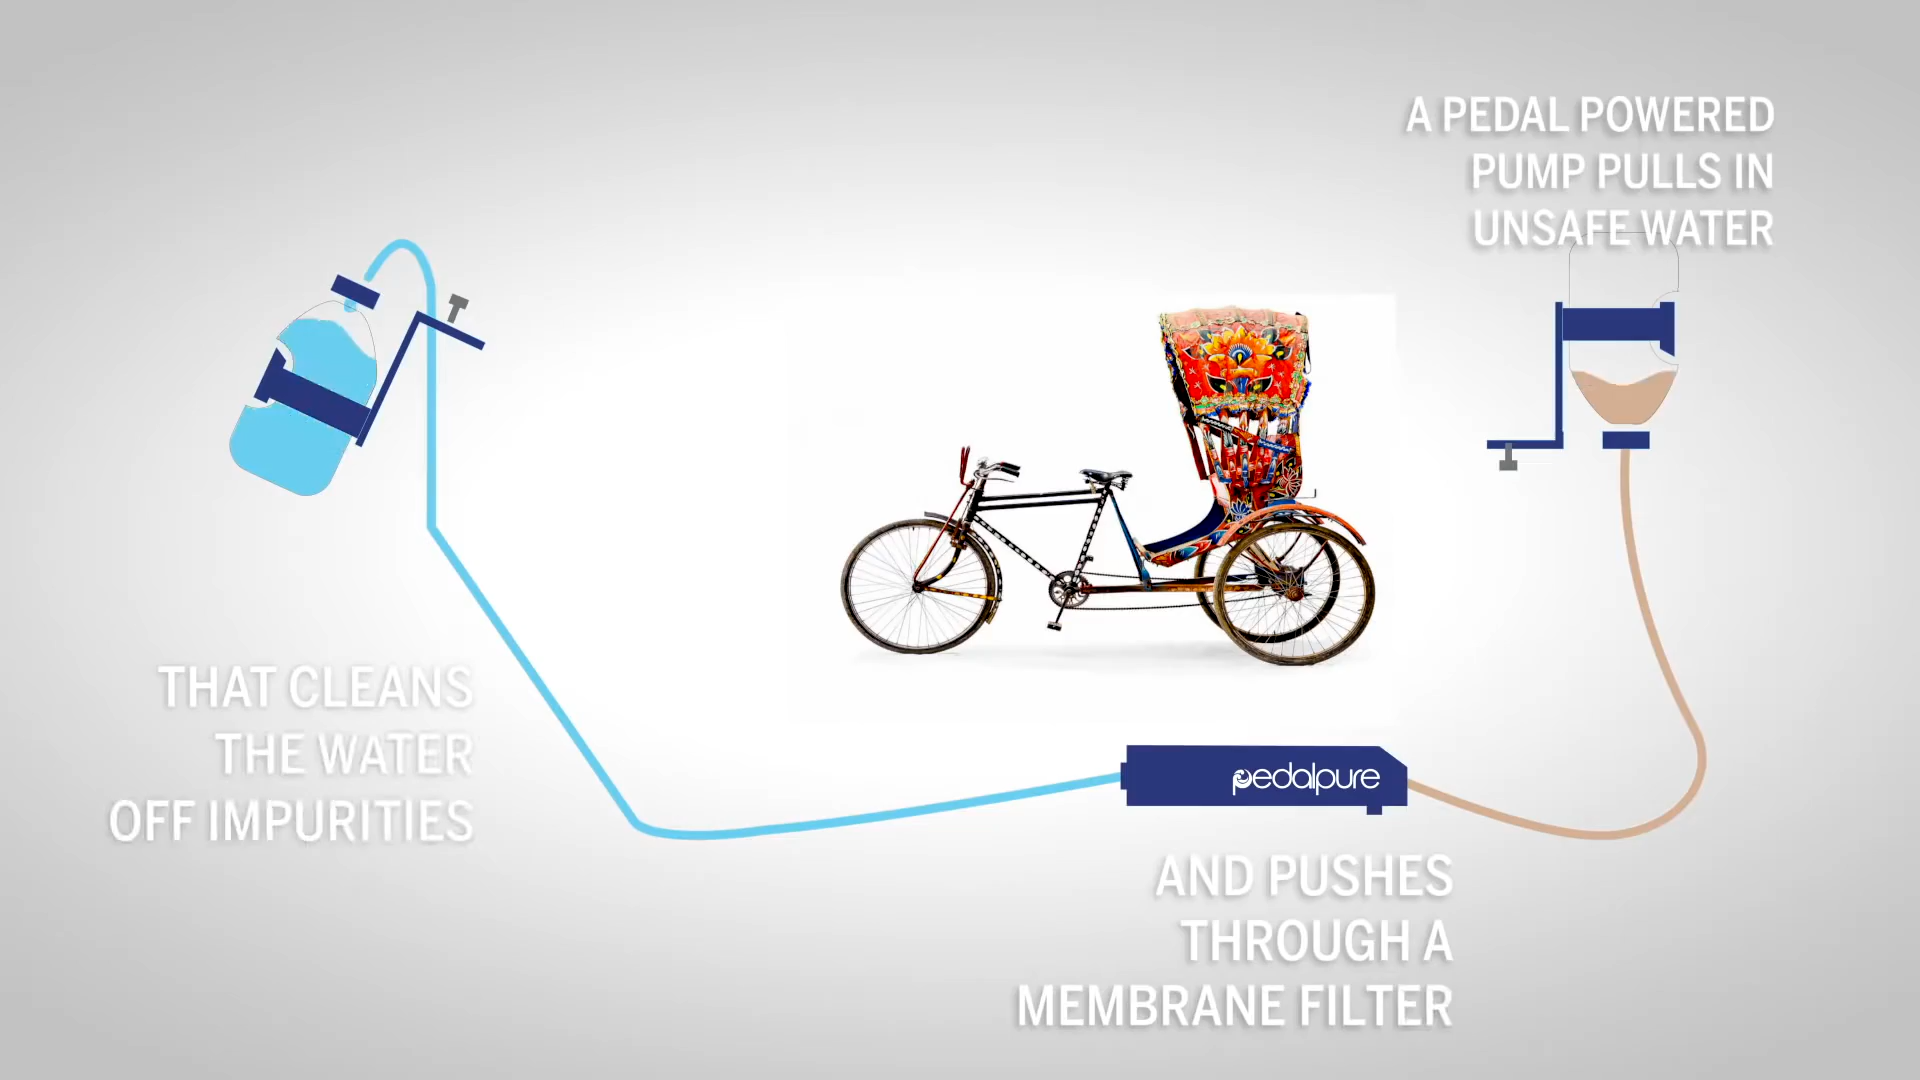 A PEDAL POWERED
PUMP PULLS IN
UNSAFE WATER
pedalpure
AND PUSHES
THROUGH A
MEMBRANE FILTER
THAT CLEANS
THE WATER
OFF IMPURITIES